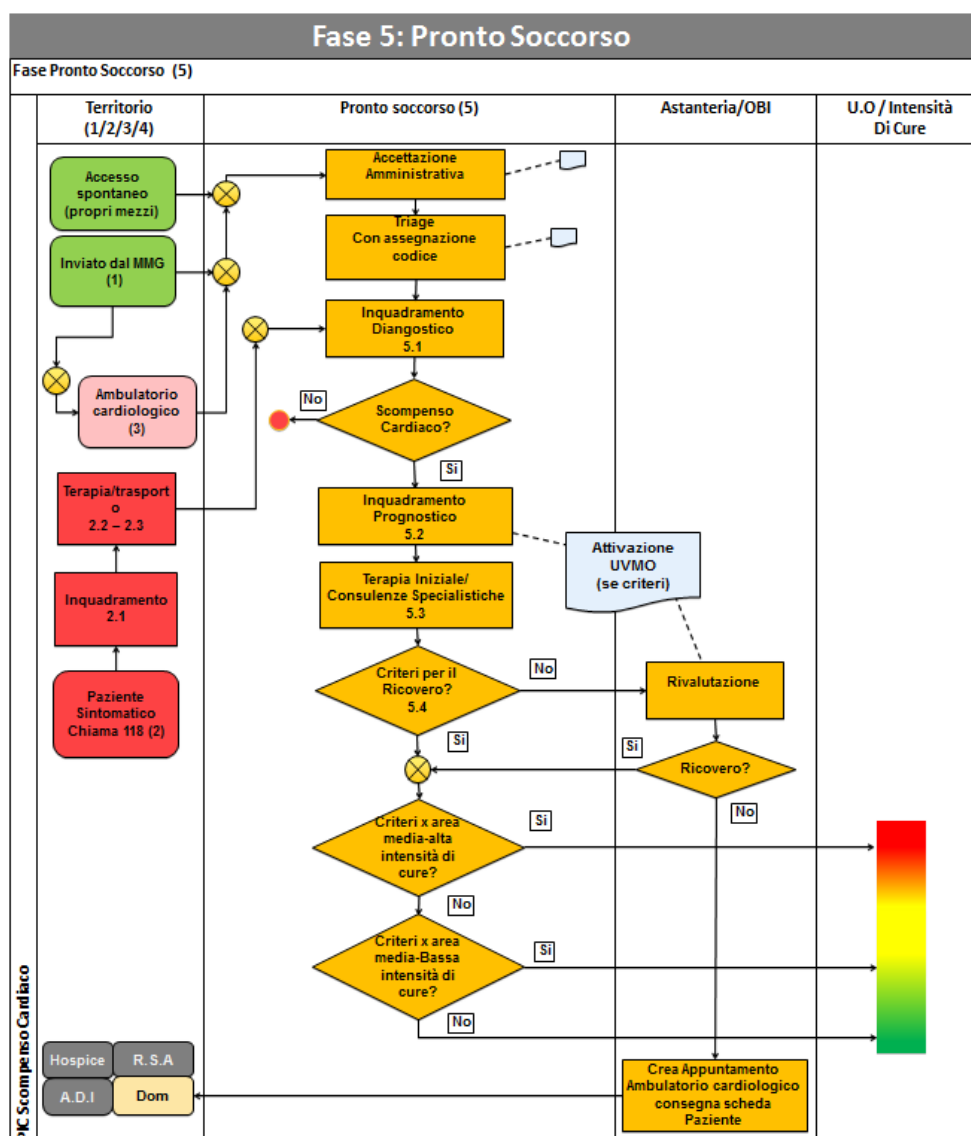 Fase 5: Pronto Soccorso
Fase Pronto Soccorso (5)
Territorio
(1/2/3/4)
Pronto soccorso (5)
Astanteria/OBI
U.O / Intensità
Di Cure
Accesso
spontaneo
(propri mezzi)
Accettazione
Amministrativa
Triage
Con assegnazione
codice
Inviato dal MMG
(1)
Inquadramento
Diangostico
5.1
Ambulatorio
cardiologico
(3)
No
Scompenso
Cardiaco?
Si
Terapia/trasport
o
2.2 – 2.3
Inquadramento
Prognostico
5.2
Attivazione
UVMO
(se criteri)
Inquadramento
2.1
Terapia Iniziale/
Consulenze Specialistiche
5.3
Paziente
Sintomatico
Chiama 118 (2)
Criteri per il
Ricovero?
5.4
No
Rivalutazione
Si
Si
Ricovero?
No
Criteri x area
media-alta
intensità di
cure?
Si
No
Criteri x area
media-Bassa
intensità di
cure?
Si
No
PIC Scompenso Cardiaco
Hospice
R.S.A
A.D.I
Dom
Crea Appuntamento
Ambulatorio cardiologico
consegna scheda
Paziente